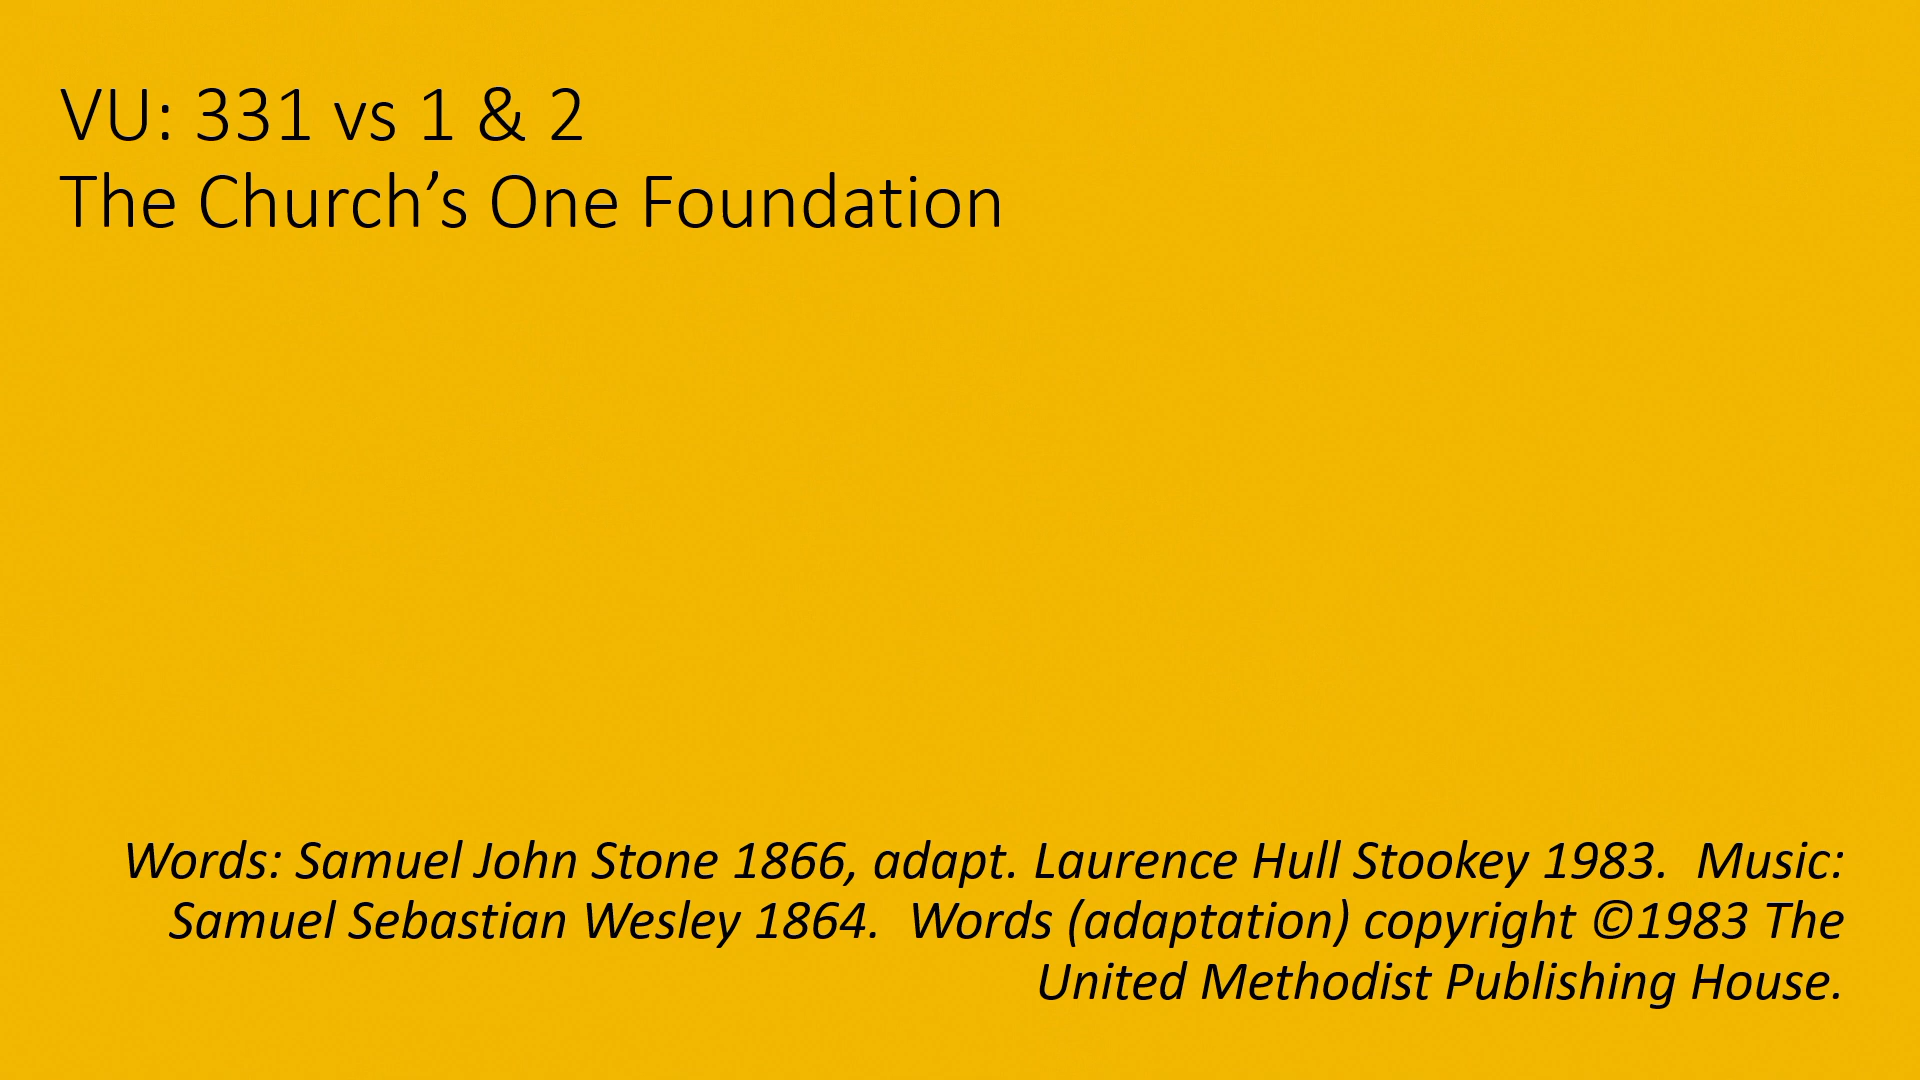 VU: 331 vs 1 & 2
The Church’s One Foundation
Words: Samuel John Stone 1866, adapt. Laurence Hull Stookey 1983.  Music:
Samuel Sebastian Wesley 1864.  Words (adaptation) copyright ©1983 The
United Methodist Publishing House.